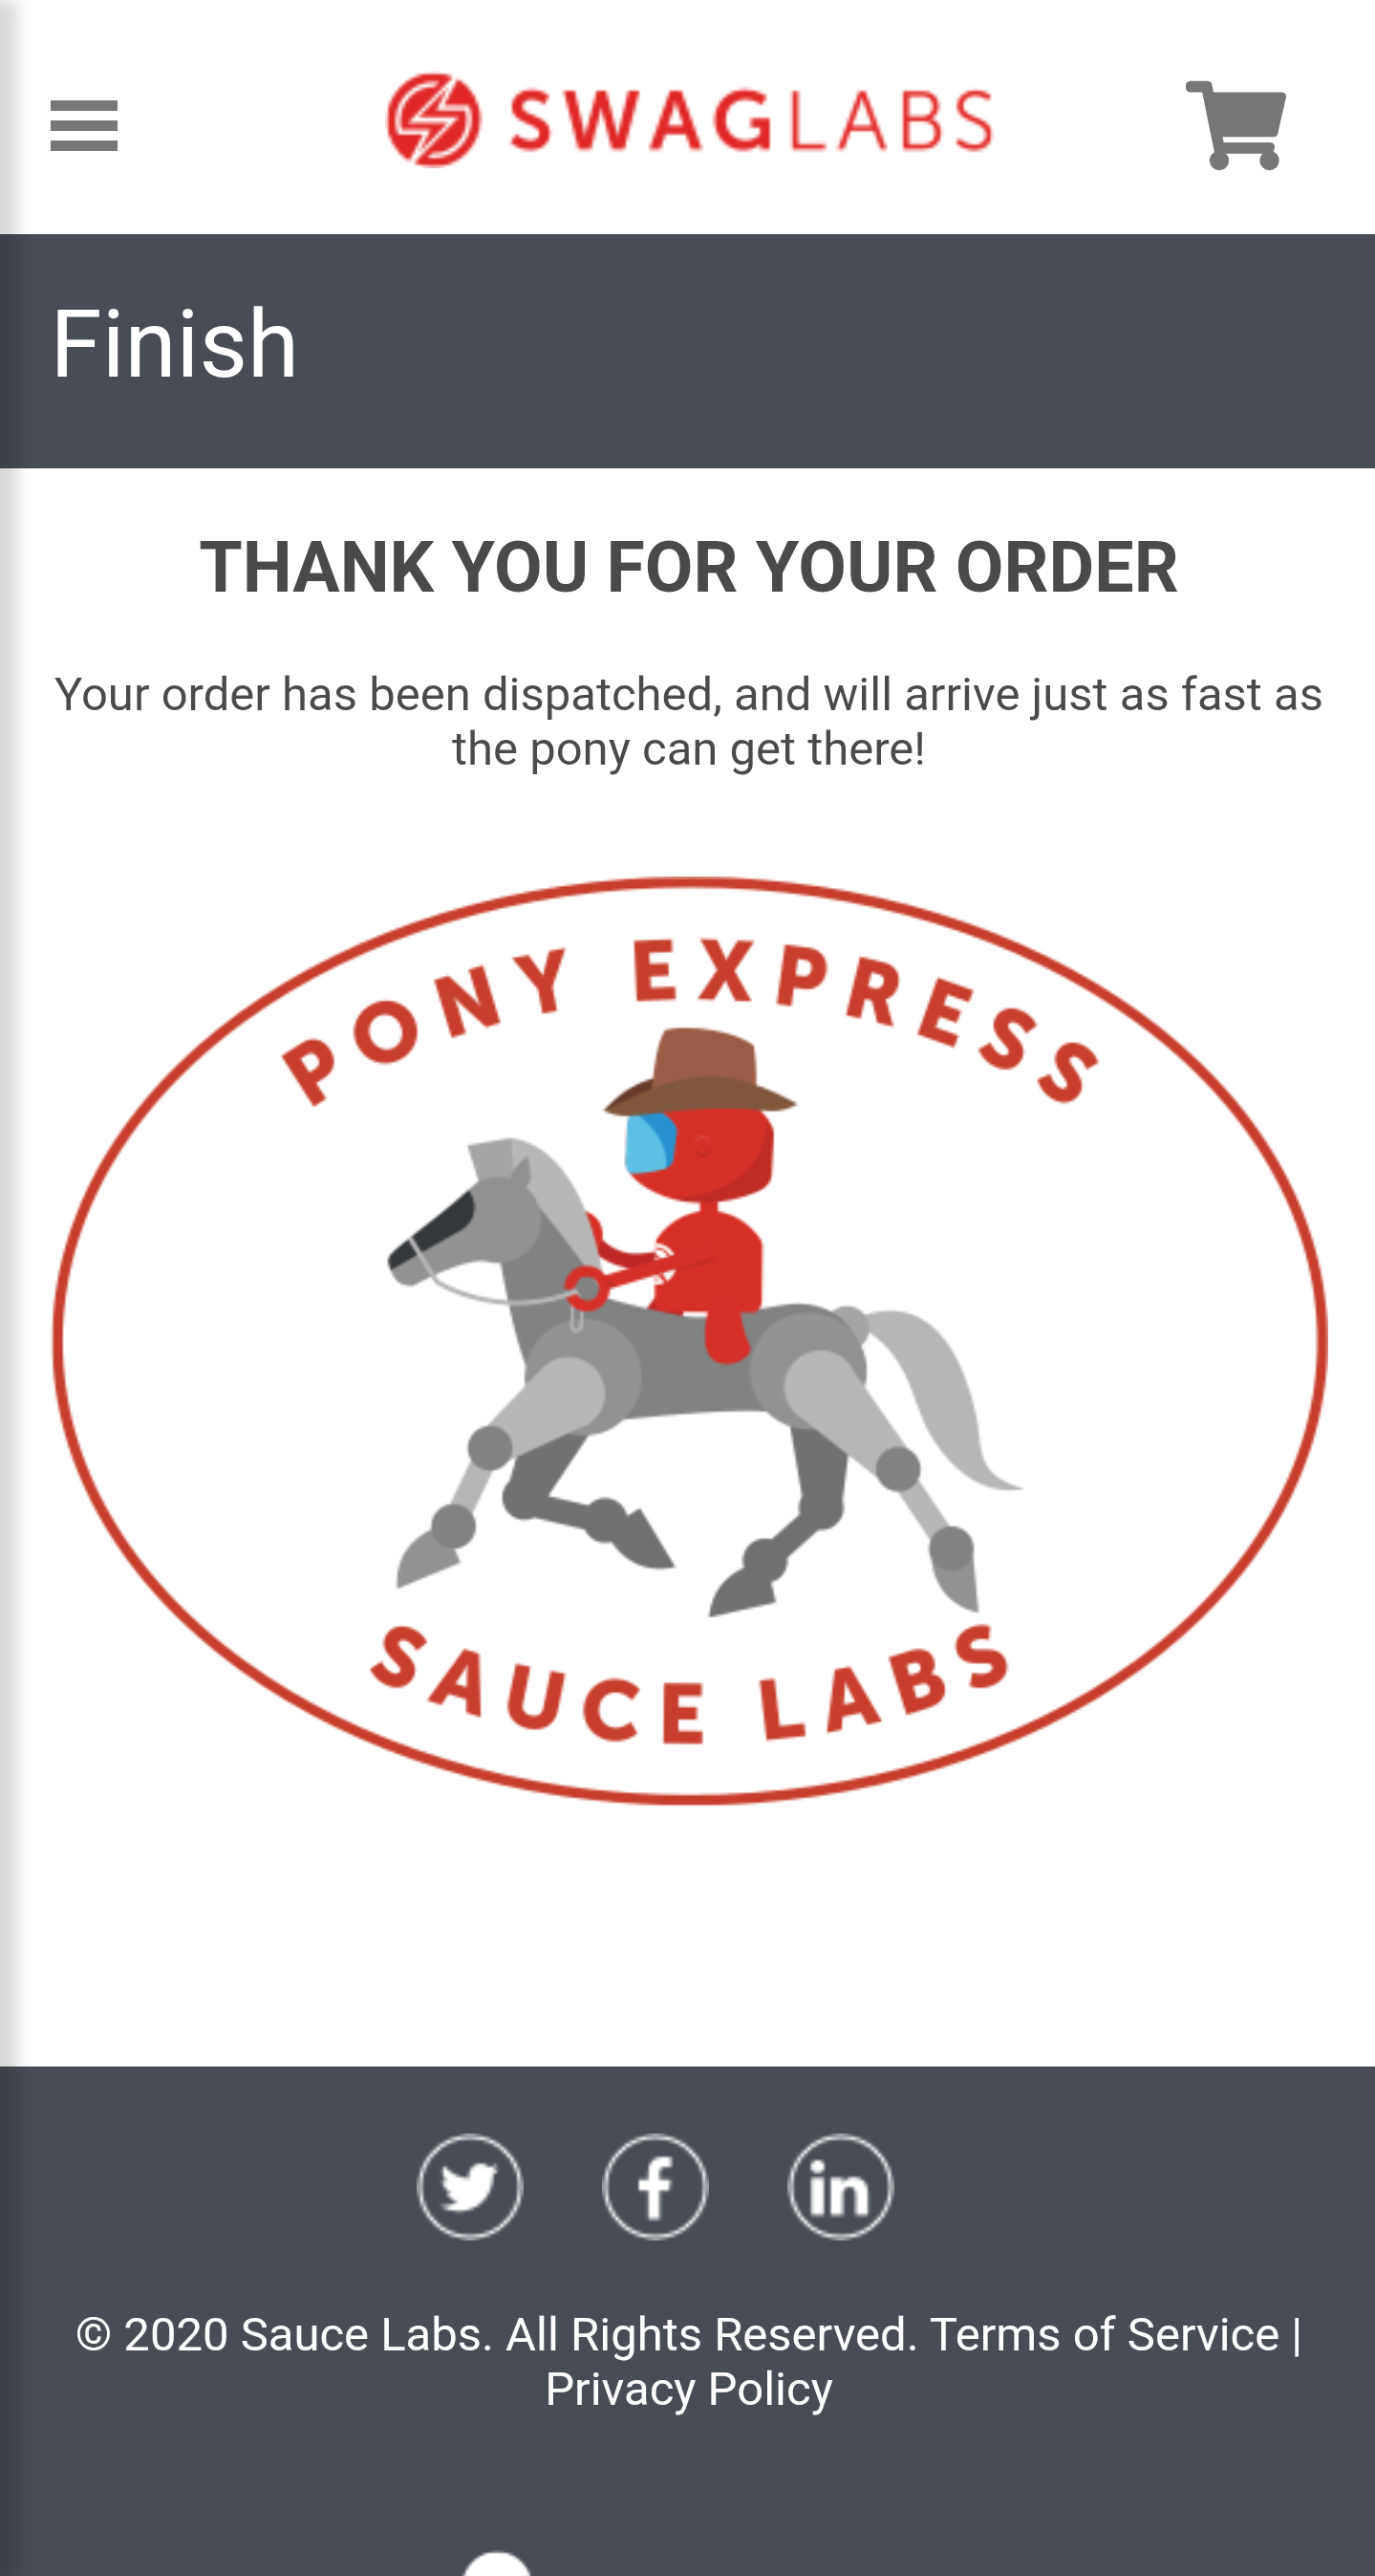 SWAGLABS
Finish
THANK YOU FOR YOUR ORDER
Your order has been dispatched, and will arrive just as fast as
the pony can get there!
PONY EXPRESS
SAUCE LABS
© 2020 Sauce Labs. All Rights Reserved. Terms of Service |
Privacy Policy